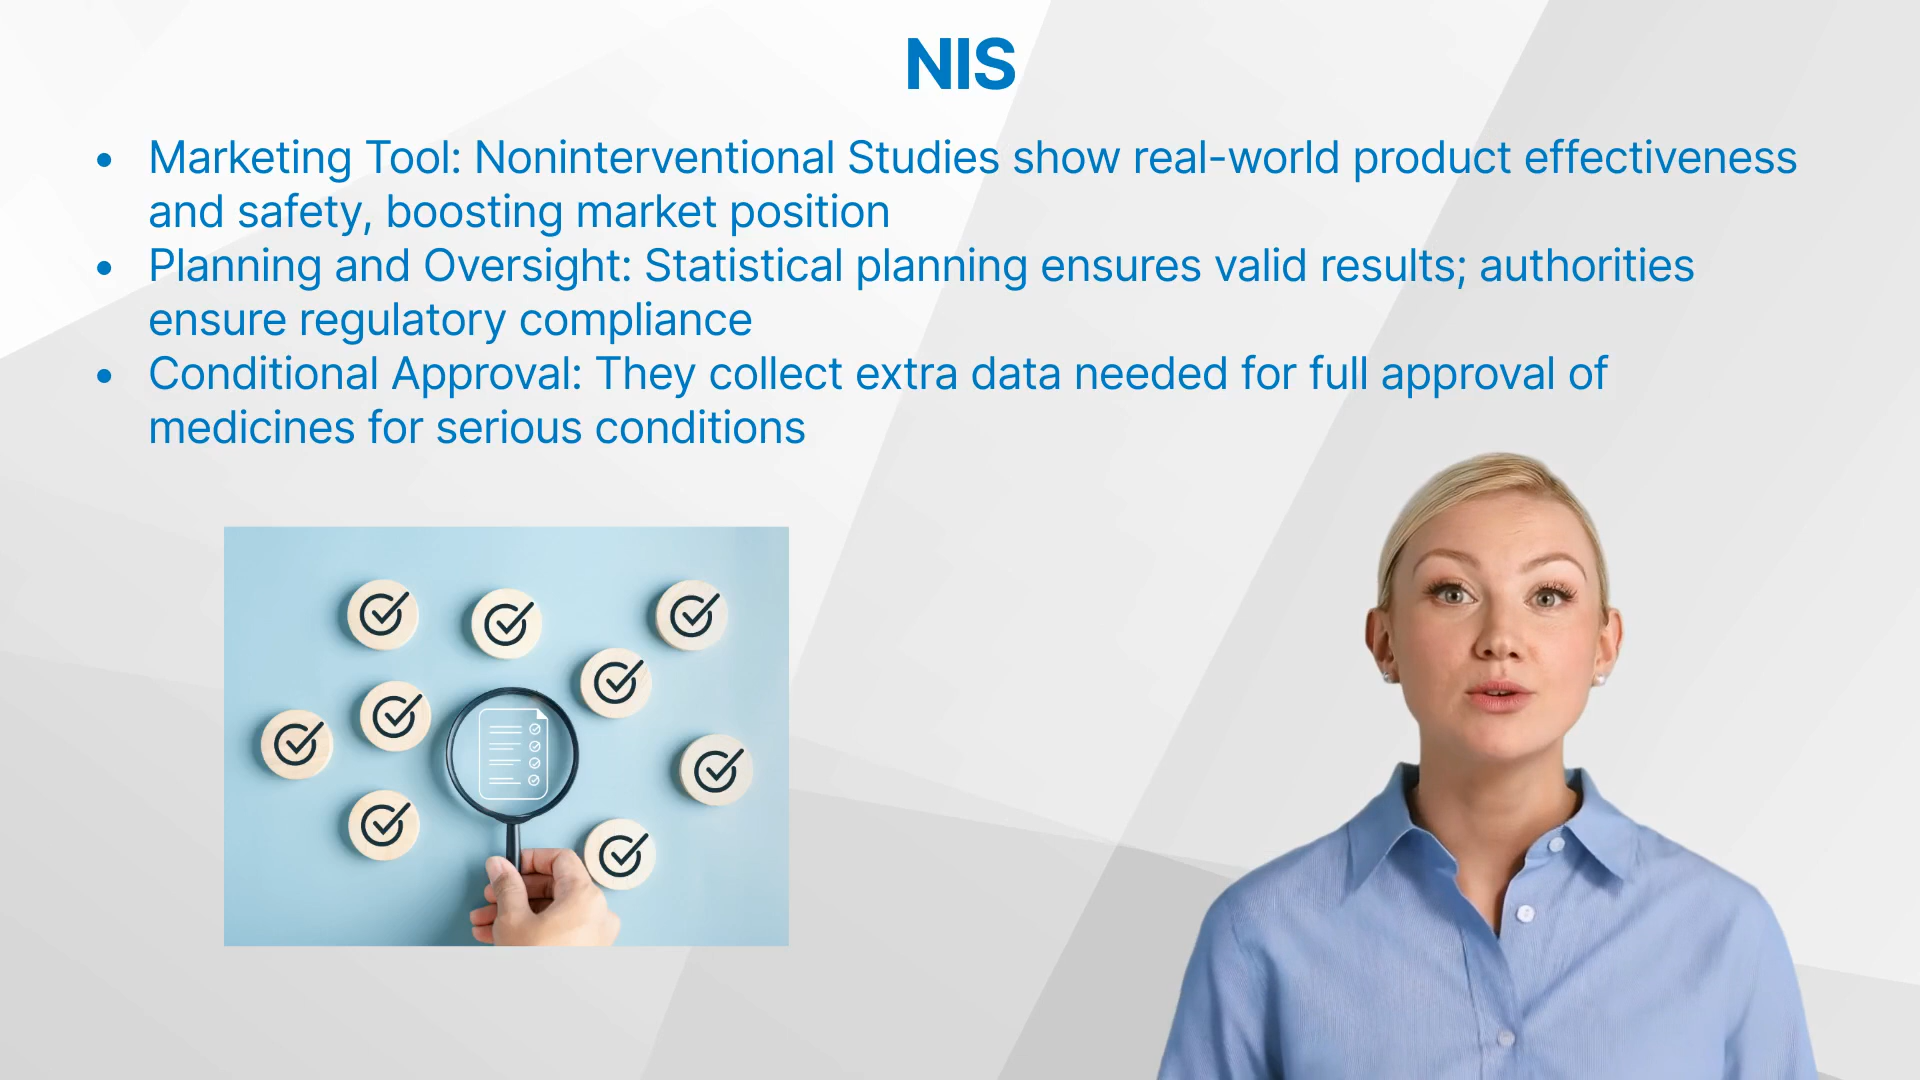 NIS
• Marketing Tool: Noninterventional Studies show real-world product effectiveness
and safety, boosting market position
• Planning and Oversight: Statistical planning ensures valid results; authorities
ensure regulatory compliance
• Conditional Approval: They collect extra data needed for full approval of
medicines for serious conditions